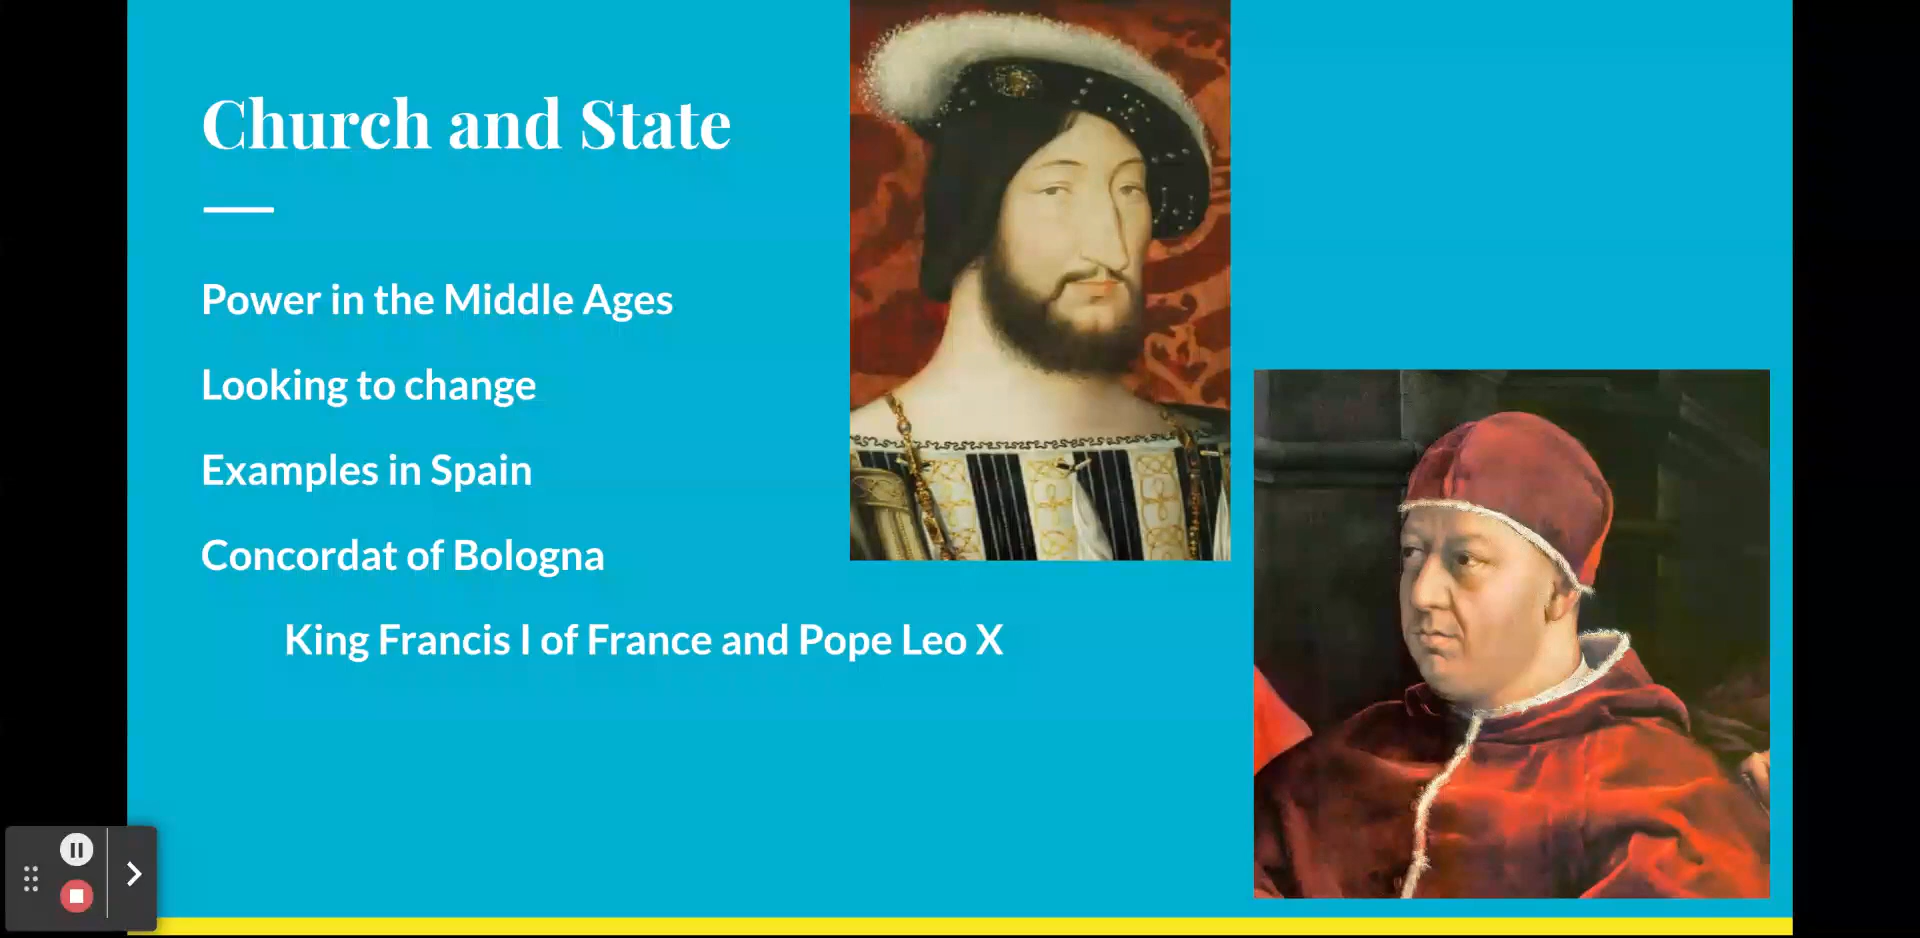 Church and State
Power in the Middle Ages
Looking to change
Examples in Spain
Concordat of Bologna
King Francis I of France and Pope Leo X